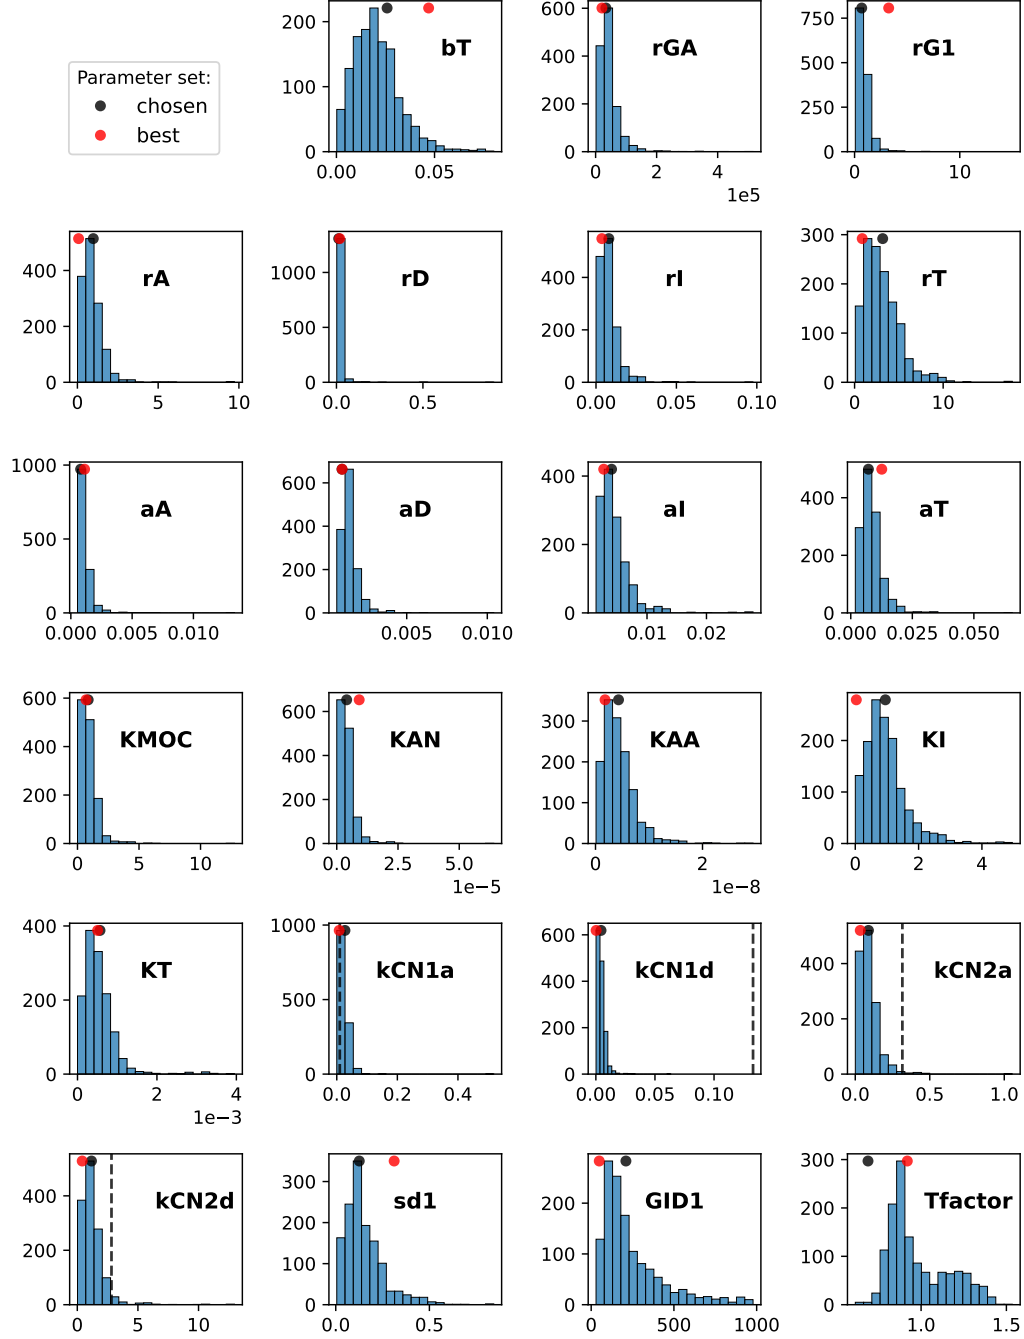 Parameter set:
chosen
best
200
100
0
bT
0.00 0.05
600
400
200
0
rGA
0 2 4
1e5
750
500
250
0
rG1
0 10
400
200
0
rA
0 5 10
1000
500
0
rD
0.0 0.5
400
200
0
rI
0.00 0.05 0.10
300
200
100
0
rT
0 10
1000
500
0
aA
0.000 0.005 0.010
600
400
200
0
aD
0.005 0.010
400
200
0
aI
0.01 0.02
400
200
0
aT
0.000 0.025 0.050
600
400
200
0
KMOC
0 5 10
600
400
200
0
KAN
0.0 2.5 5.0
1e−5
300
200
100
0
KAA
0 2
1e−8
200
100
0
KI
0 2 4
400
200
0
KT
0 2 4
1e−3
1000
500
0
kCN1a
0.0 0.2 0.4
600
400
200
0
kCN1d
0.00 0.05 0.10
400
200
0
kCN2a
0.0 0.5 1.0
400
200
0
kCN2d
0 5 10
300
200
100
0
sd1
0.0 0.5
200
100
0
GID1
0 500 1000
300
200
100
0
Tfactor
1.0 1.5